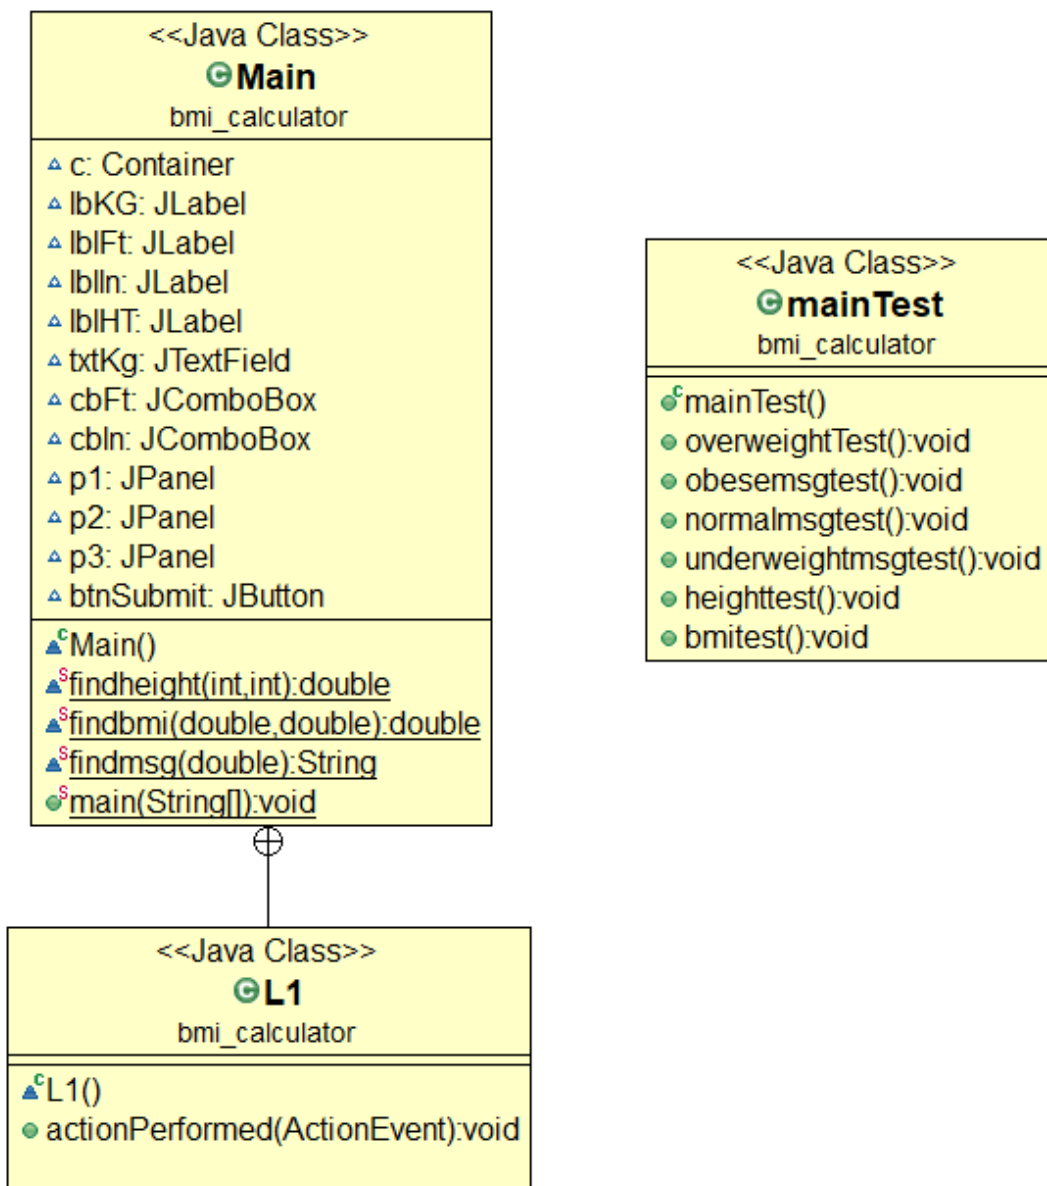 <<Java Class>>
Main
bmi_calculator
c: Container
lbKG: JLabel
lblFt: JLabel
lblIn: JLabel
lblHT: JLabel
txtKg: JTextField
cbFt: JComboBox
cbIn: JComboBox
p1: JPanel
p2: JPanel
p3: JPanel
btnSubmit: JButton
Main()
findheight(int,int):double
findbmi(double,double):double
findmsg(double):String
main(String[]):void
<<Java Class>>
mainTest
bmi_calculator
mainTest()
overweightTest():void
obesemsgtest():void
normalmsgtest():void
underweightmsgtest():void
heighttest():void
bmitest():void
<<Java Class>>
L1
bmi_calculator
L1()
actionPerformed(ActionEvent):void